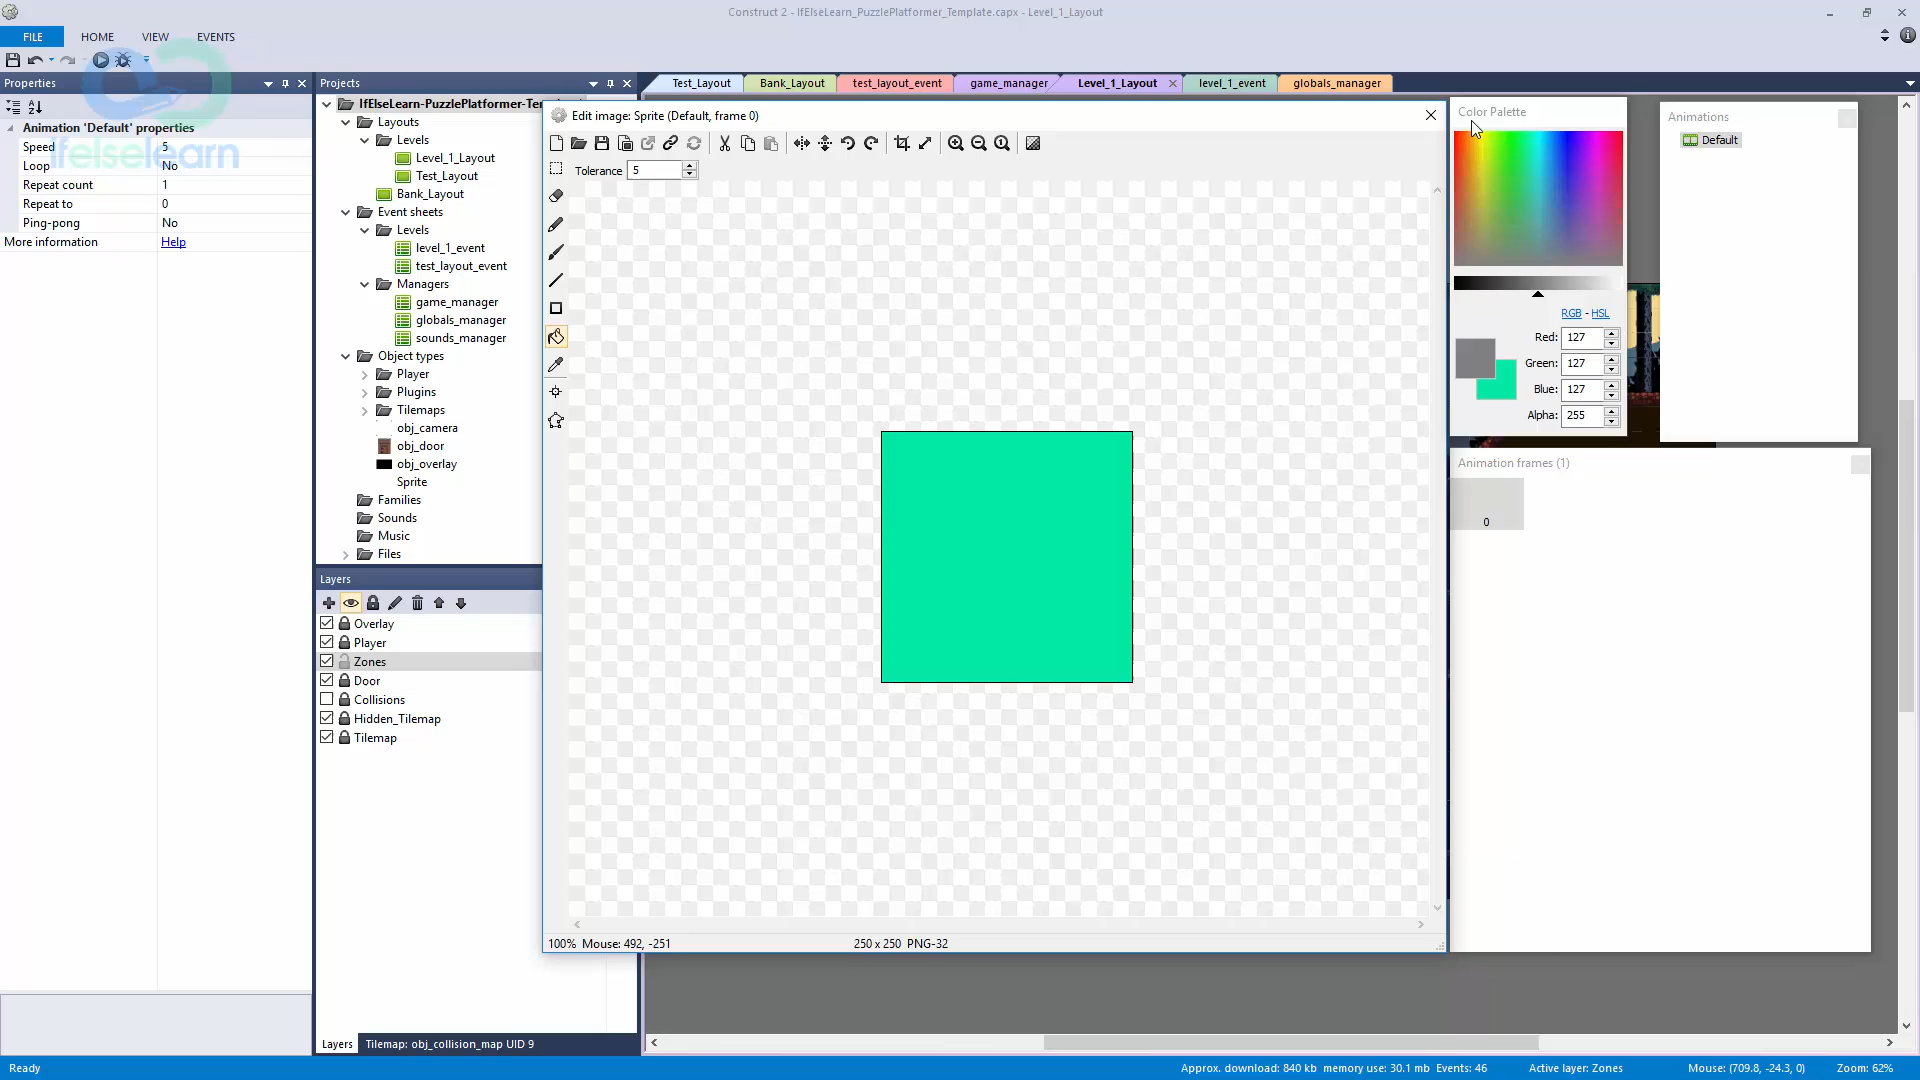 Construct 2 - IfElseLearn_PuzzlePlatformer_Template.capx - Level_1_Layout
FILE HOME VIEW EVENTS
Properties
Animation 'Default' properties
Speed 5
Loop No
Repeat count 1
Repeat to 0
Ping-pong No
More information Help
ifelselearn
Projects
IfElseLearn-PuzzlePlatformer-Te
Layouts
Levels
Level_1_Layout
Test_Layout
Bank_Layout
Event sheets
Levels
level_1_event
test_layout_event
Managers
game_manager
globals_manager
sounds_manager
Object types
Player
Plugins
Tilemaps
obj_camera
obj_door
obj_overlay
Sprite
Families
Sounds
Music
Files
Layers
Overlay
Player
Zones
Door
Collisions
Hidden_Tilemap
Tilemap
Layers Tilemap: obj_collision_map UID 9
Test_Layout Bank_Layout test_layout_event game_manager Level_1_Layout level_1_event globals_manager
Edit image: Sprite (Default, frame 0)
Tolerance 5
100% Mouse: 492, -251 250 x 250 PNG-32
Color Palette
RGB - HSL
Red: 127
Green: 127
Blue: 127
Alpha: 255
Animations
Default
Animation frames (1)
0
Ready Approx. download: 840 kb memory use: 30.1 mb Events: 46 Active layer: Zones Mouse: (709.8, -24.3, 0) Zoom: 62%